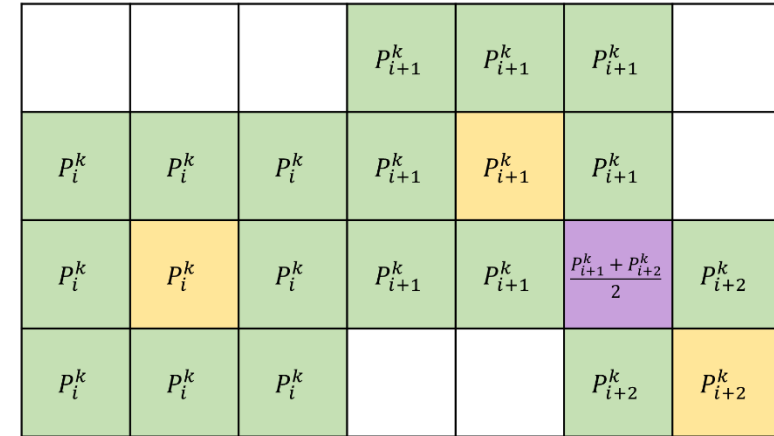 $P_{i+1}^k$ $P_{i+1}^k$ $P_{i+1}^k$
$P_i^k$ $P_i^k$ $P_i^k$ $P_{i+1}^k$ $P_{i+1}^k$ $P_{i+1}^k$
$P_i^k$ $P_i^k$ $P_i^k$ $P_{i+1}^k$ $P_{i+1}^k$ $\frac{P_{i+1}^k + P_{i+2}^k}{2}$ $P_{i+2}^k$
$P_i^k$ $P_i^k$ $P_i^k$ $P_{i+2}^k$ $P_{i+2}^k$